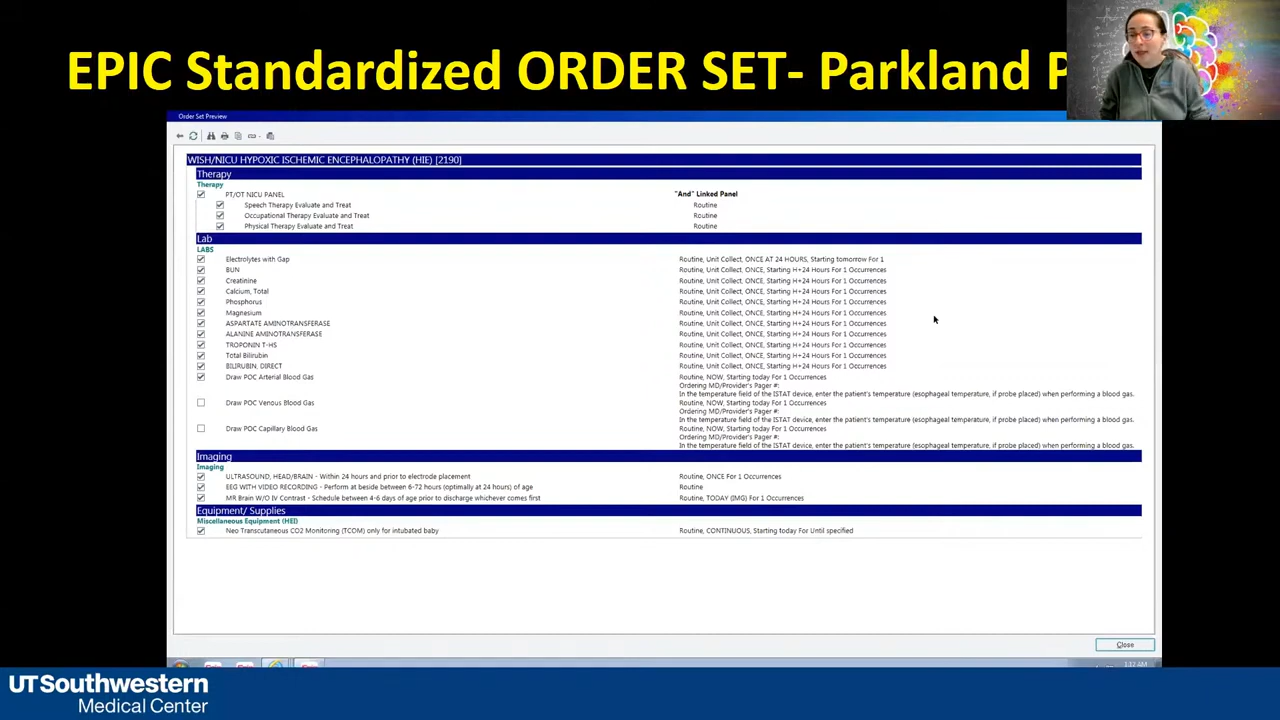 EPIC Standardized ORDER SET- Parkland P
Order Set Preview
WISH/NICU HYPOXIC ISCHEMIC ENCEPHALOPATHY (HIE) [2190]
Therapy
Therapy
PT/OT NICU PANEL "And" Linked Panel
Speech Therapy Evaluate and Treat Routine
Occupational Therapy Evaluate and Treat Routine
Physical Therapy Evaluate and Treat Routine
Lab
LABS
Electrolytes with Gap Routine, Unit Collect, ONCE AT 24 HOURS, Starting tomorrow For 1
BUN Routine, Unit Collect, ONCE, Starting H+24 Hours For 1 Occurrences
Creatinine Routine, Unit Collect, ONCE, Starting H+24 Hours For 1 Occurrences
Calcium, Total Routine, Unit Collect, ONCE, Starting H+24 Hours For 1 Occurrences
Phosphorus Routine, Unit Collect, ONCE, Starting H+24 Hours For 1 Occurrences
Magnesium Routine, Unit Collect, ONCE, Starting H+24 Hours For 1 Occurrences
ASPARTATE AMINOTRANSFERASE Routine, Unit Collect, ONCE, Starting H+24 Hours For 1 Occurrences
ALANINE AMINOTRANSFERASE Routine, Unit Collect, ONCE, Starting H+24 Hours For 1 Occurrences
TROPONIN T-HS Routine, Unit Collect, ONCE, Starting H+24 Hours For 1 Occurrences
Total Bilirubin Routine, Unit Collect, ONCE, Starting H+24 Hours For 1 Occurrences
BILIRUBIN, DIRECT Routine, Unit Collect, ONCE, Starting H+24 Hours For 1 Occurrences
Draw POC Arterial Blood Gas Routine, NOW, Starting today For 1 Occurrences
Ordering MD/Provider's Pager #:
In the temperature field of the ISTAT device, enter the patient's temperature (esophageal temperature, if probe placed) when performing a blood gas.
Draw POC Venous Blood Gas Routine, NOW, Starting today For 1 Occurrences
Ordering MD/Provider's Pager #:
In the temperature field of the ISTAT device, enter the patient's temperature (esophageal temperature, if probe placed) when performing a blood gas.
Draw POC Capillary Blood Gas Routine, NOW, Starting today For 1 Occurrences
Ordering MD/Provider's Pager #:
In the temperature field of the ISTAT device, enter the patient's temperature (esophageal temperature, if probe placed) when performing a blood gas.
Imaging
Imaging
ULTRASOUND, HEAD/BRAIN - Within 24 hours and prior to electrode placement Routine, ONCE For 1 Occurrences
EEG WITH VIDEO RECORDING - Perform at beside between 6-72 hours (optimally at 24 hours) of age Routine
MR Brain W/O IV Contrast - Schedule between 4-6 days of age prior to discharge whichever comes first Routine, TODAY (IMG) For 1 Occurrences
Equipment/ Supplies
Miscellaneous Equipment (HEI)
Neo Transcutaneous CO2 Monitoring (TCOM) only for intubated baby Routine, CONTINUOUS, Starting today For Until specified
Close
UTSouthwestern
Medical Center